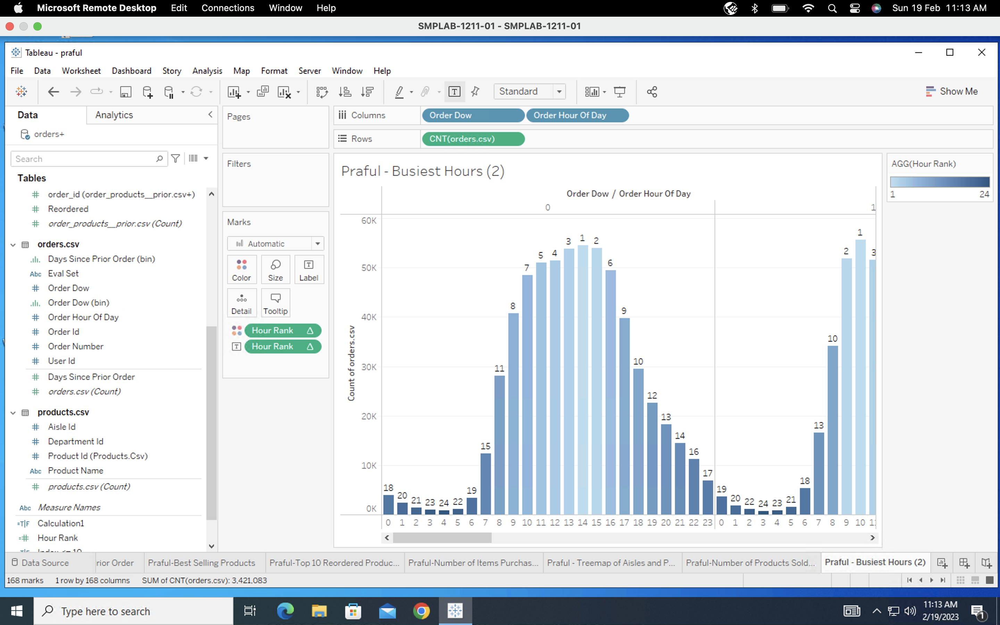 Microsoft Remote Desktop Edit Connections Window Help Sun 19 Feb 11:13 AM
SMPLAB-1211-01 - SMPLAB-1211-01
Tableau - praful
File Data Worksheet Dashboard Story Analysis Map Format Server Window Help
Standard Show Me
Data Analytics
orders+
Search
Tables
order_id (order_products__prior.csv+)
Reordered
order_products__prior.csv (Count)
orders.csv
Days Since Prior Order (bin)
Abc Eval Set
Order Dow
Order Dow (bin)
Order Hour Of Day
Order Id
Order Number
User Id
Days Since Prior Order
orders.csv (Count)
products.csv
Aisle Id
Department Id
Product Id (Products.Csv)
Abc Product Name
products.csv (Count)
Abc Measure Names
=T|F Calculation1
=# Hour Rank
Pages
Filters
Marks
Automatic
Color Size Label
Detail Tooltip
Hour Rank
Hour Rank
Columns Order Dow Order Hour Of Day
Rows CNT(orders.csv)
Praful - Busiest Hours (2)
Order Dow / Order Hour Of Day
0 1
Count of orders.csv
60K
50K
40K
30K
20K
10K
0K
18 20 21 23 24 22 19 15 11 8 7 5 4 3 1 2 6 9 10 12 13 14 16 17 19 20 22 24 23 21 18 13 10 2 1 3
0 1 2 3 4 5 6 7 8 9 10 11 12 13 14 15 16 17 18 19 20 21 22 23 0 1 2 3 4 5 6 7 8 9 10
AGG(Hour Rank)
1 24
Data Source rior Order Praful-Best Selling Products Praful-Top 10 Reordered Produc... Praful-Number of Items Purchas... Praful - Treemap of Aisles and P... Praful-Number of Products Sold... Praful - Busiest Hours (2)
168 marks 1 row by 168 columns SUM of CNT(orders.csv): 3,421,083
Type here to search
11:13 AM
2/19/2023
1